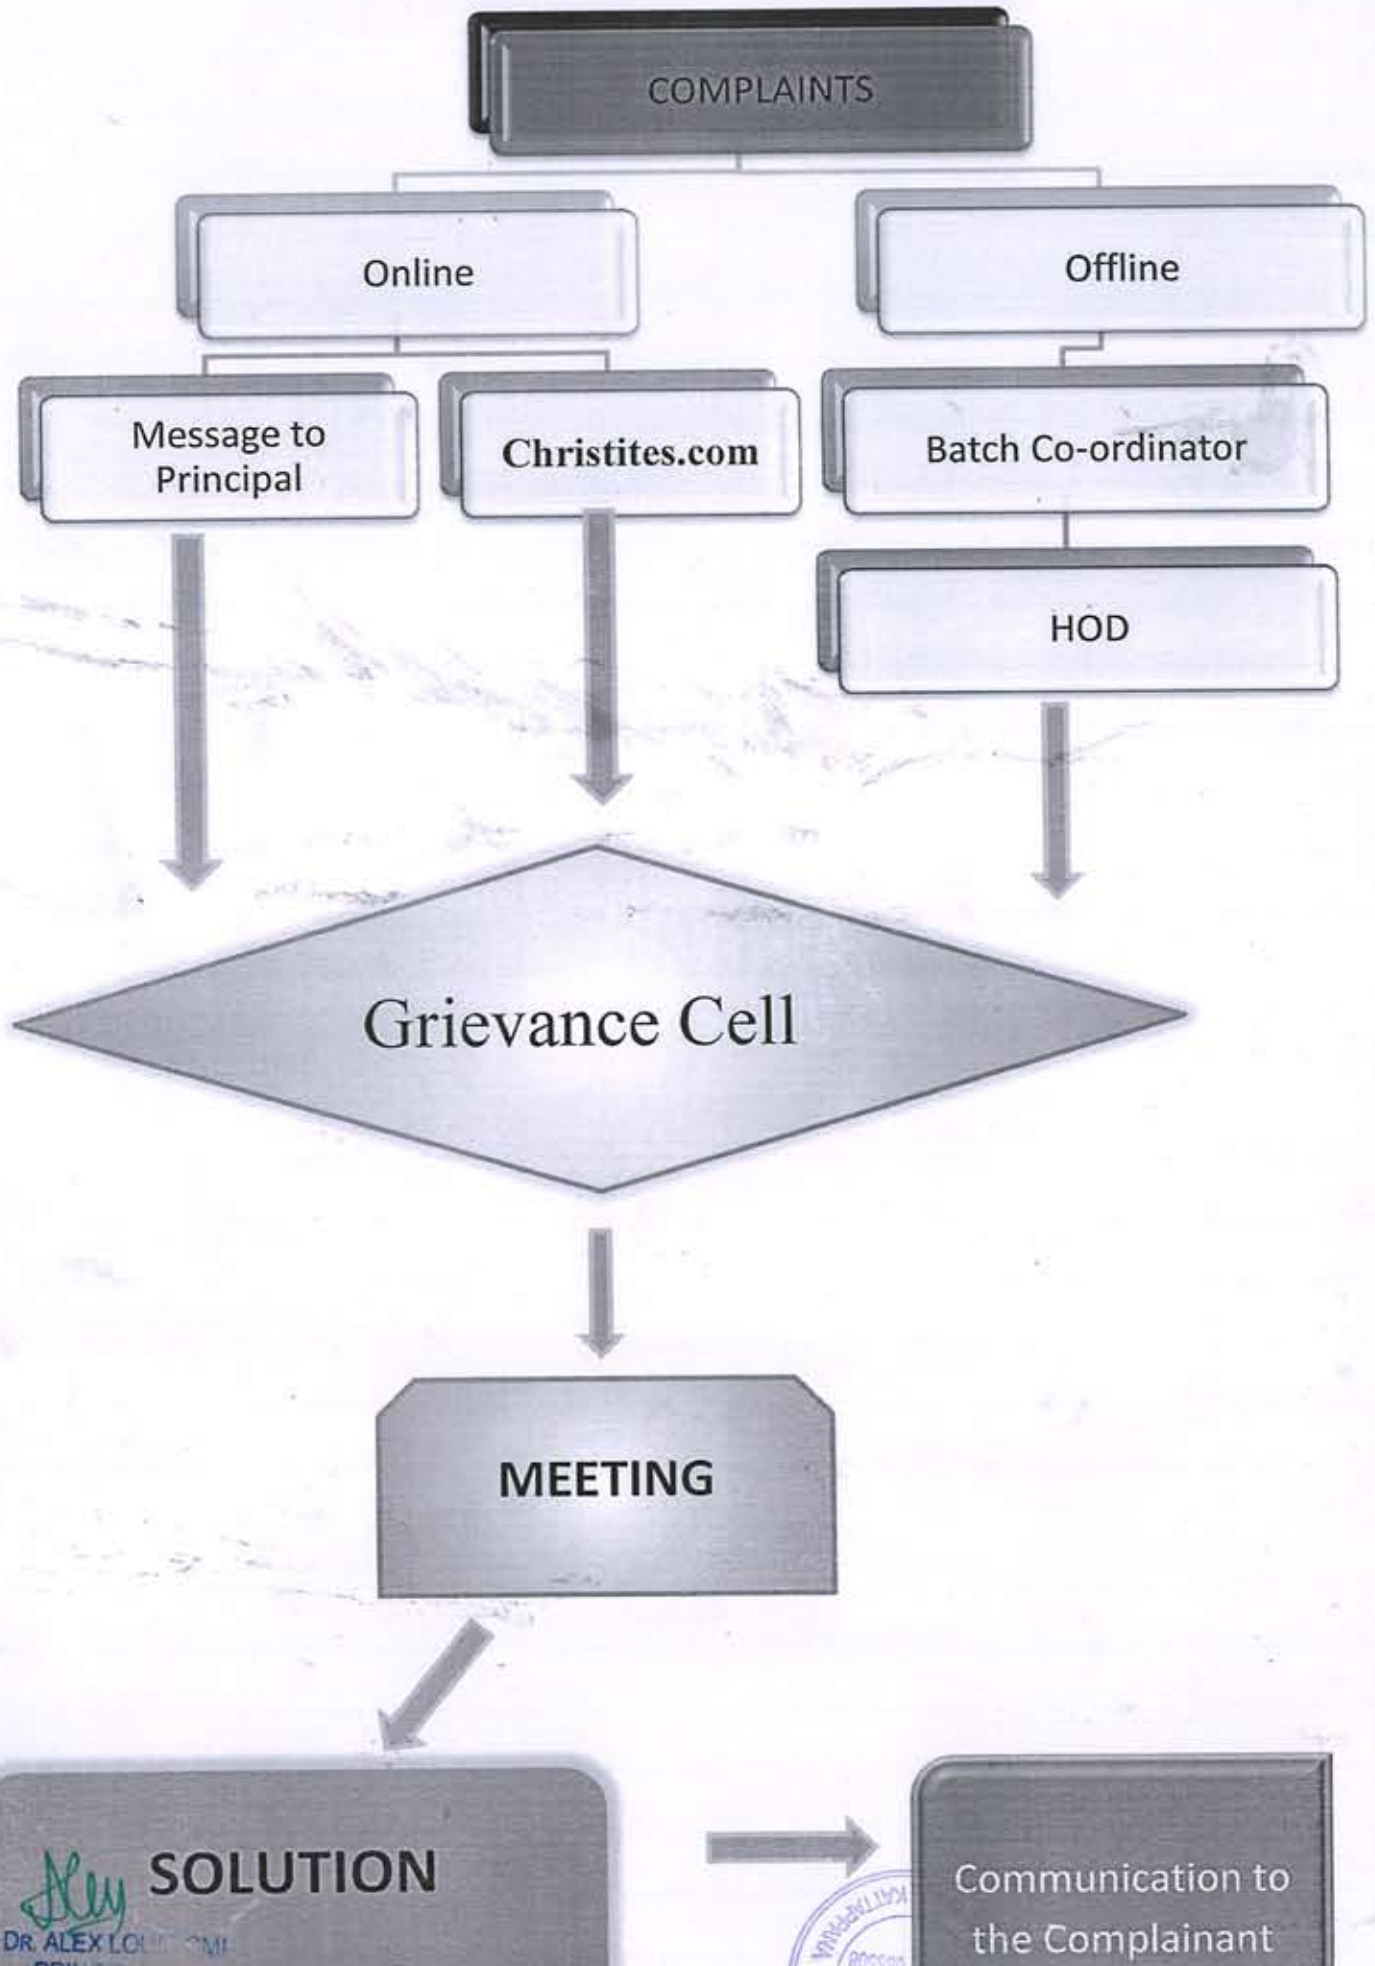 COMPLAINTS
Online
Offline
Message to
Principal
Christites.com
Batch Co-ordinator
HOD
Grievance Cell
MEETING
SOLUTION
DR. ALEX
Communication to
the Complainant
KATTAPPANA